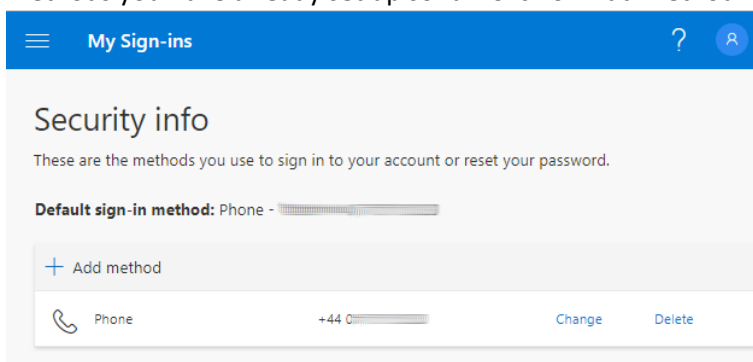 My Sign-ins ?
Security info
These are the methods you use to sign in to your account or reset your password.
Default sign-in method: Phone -
+ Add method
Phone +44 0 Change Delete